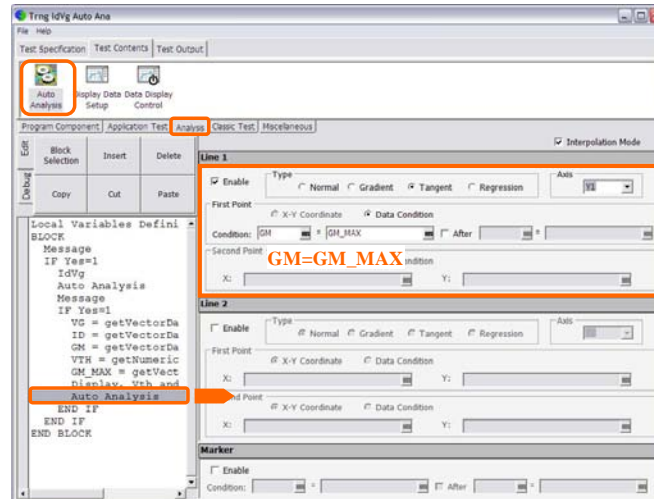 Trng IdVg Auto Ana
File Help
Test Specification Test Contents Test Output
Auto Analysis Display Data Setup Data Display Control
Program Component Application Test Analysis Classic Test Miscellaneous
Interpolation Mode
Edit
Debug
Block Selection Insert Delete
Copy Cut Paste
Local Variables Defini
BLOCK
Message
IF Yes=1
IdVg
Auto Analysis
Message
IF Yes=1
VG = getVectorDa
ID = getVectorDa
GM = getVectorDa
VTH = getNumeric
GM_MAX = getVect
Display, Vth and
Auto Analysis
END IF
END IF
END BLOCK
Line 1
Enable
Type
Normal Gradient Tangent Regression
Axis
Y1
First Point
X-Y Coordinate Data Condition
Condition: GM = GM_MAX After =
Second Point
GM=GM_MAX
X: Y:
Line 2
Enable
Type
Normal Gradient Tangent Regression
Axis
First Point
X-Y Coordinate Data Condition
X: Y:
X-Y Coordinate Data Condition
X: Y:
Marker
Enable
Condition: = After =